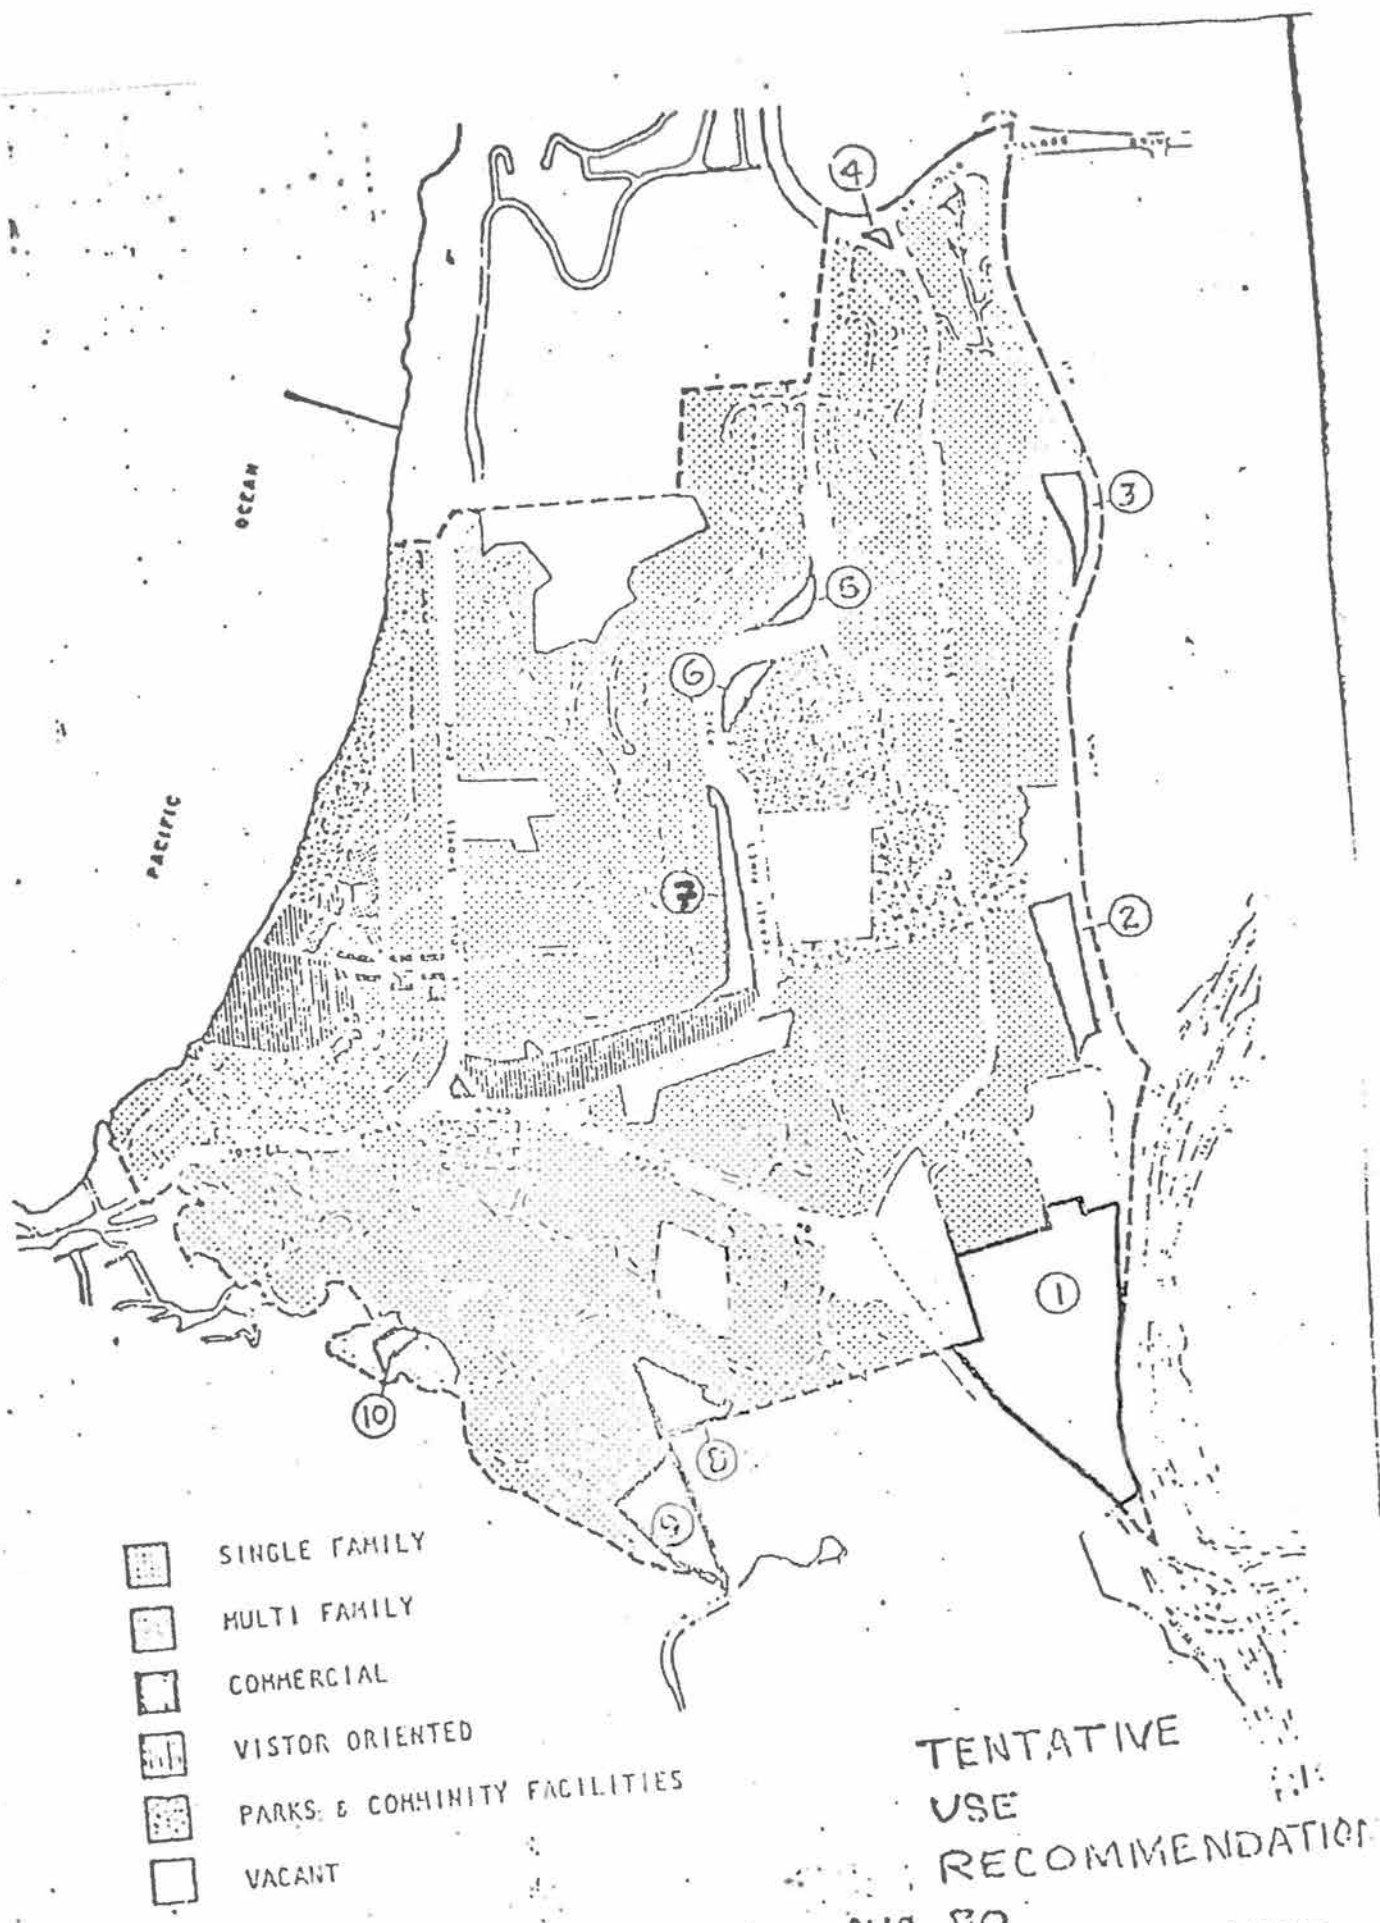 4
3
OCEAN
5
6
PACIFIC
7
2
1
10
8
9
SINGLE FAMILY
MULTI FAMILY
COMMERCIAL
VISTOR ORIENTED
PARKS & COMMINITY FACILITIES
VACANT
TENTATIVE
USE
RECOMMENDATION